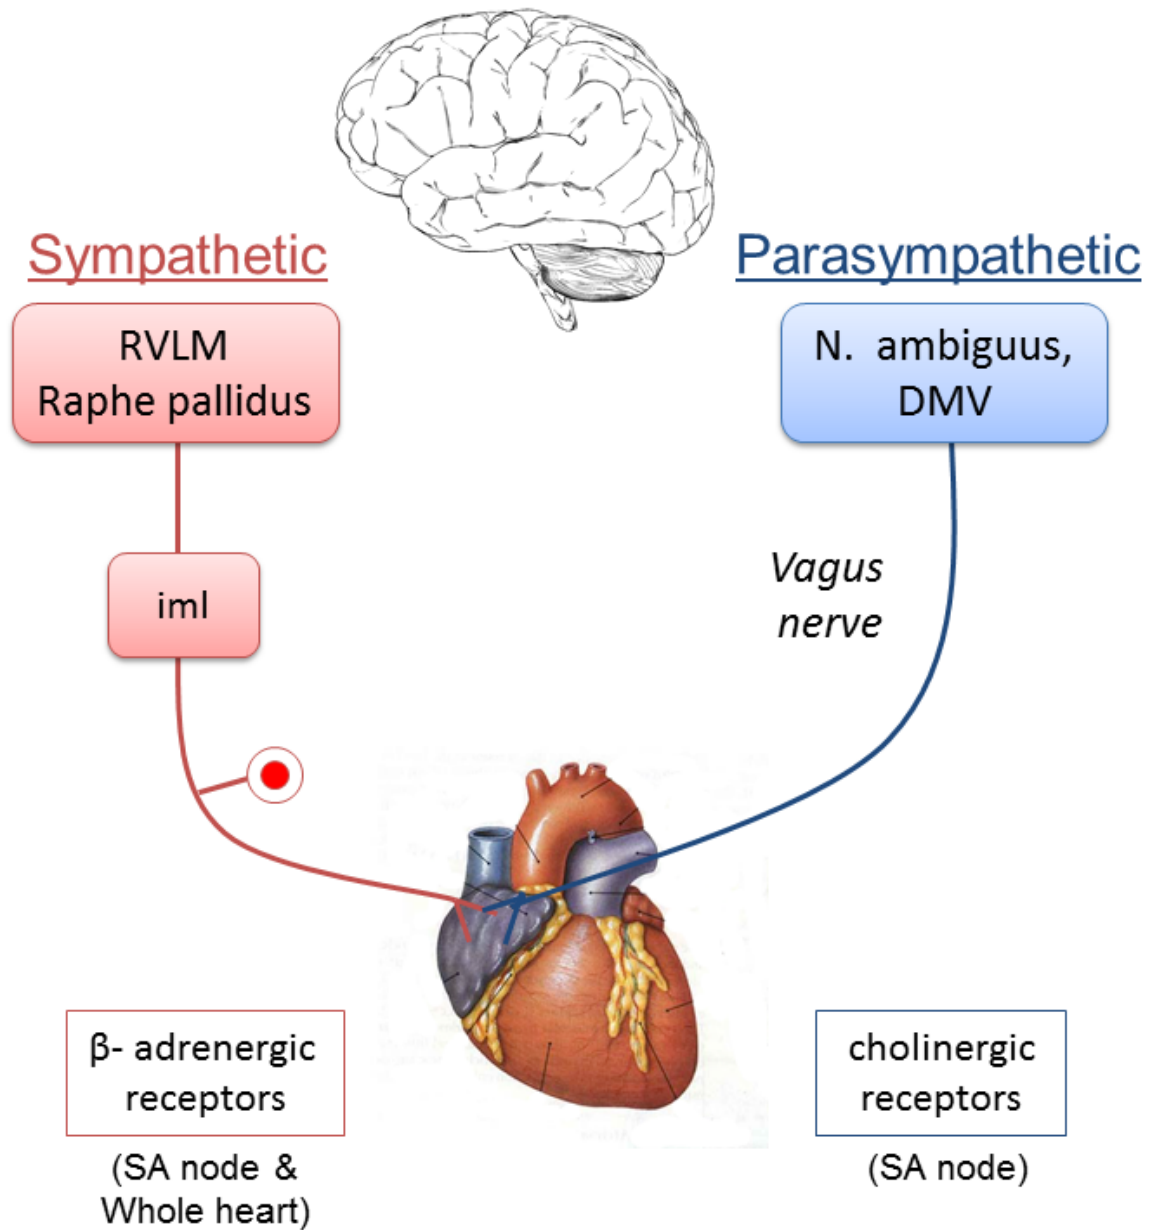 Sympathetic
RVLM
Raphe pallidus
iml
Parasympathetic
N. ambiguus,
DMV
Vagus
nerve
β- adrenergic
receptors
(SA node &
Whole heart)
cholinergic
receptors
(SA node)